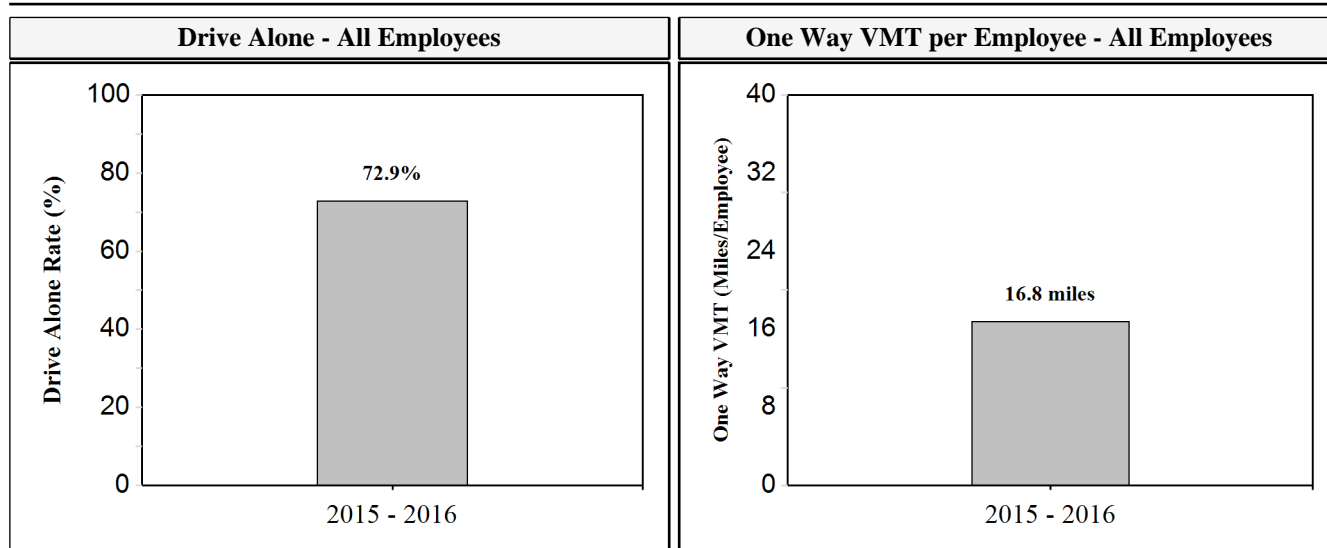 Drive Alone - All Employees
100
80
60
40
20
0
Drive Alone Rate (%)
72.9%
2015 - 2016
One Way VMT per Employee - All Employees
40
32
24
16
8
0
One Way VMT (Miles/Employee)
16.8 miles
2015 - 2016